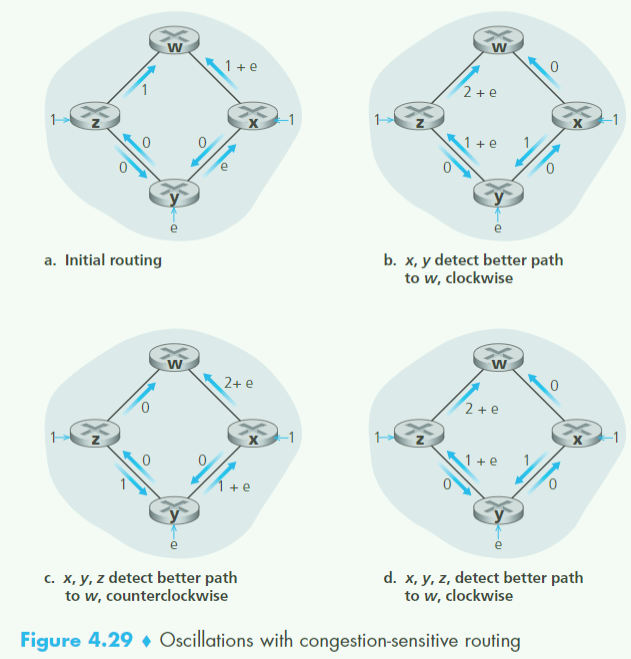 w
1 + e
1
1
z
x
1
0
0
0
e
y
e
a. Initial routing
w
0
2 + e
1
z
x
1
1 + e
1
0
0
y
e
b. x, y detect better path
to w, clockwise
w
2+ e
0
1
z
x
1
0
0
1
1 + e
y
e
c. x, y, z detect better path
to w, counterclockwise
w
0
2 + e
1
z
x
1
1 + e
1
0
0
y
e
d. x, y, z, detect better path
to w, clockwise
Figure 4.29 ♦ Oscillations with congestion-sensitive routing